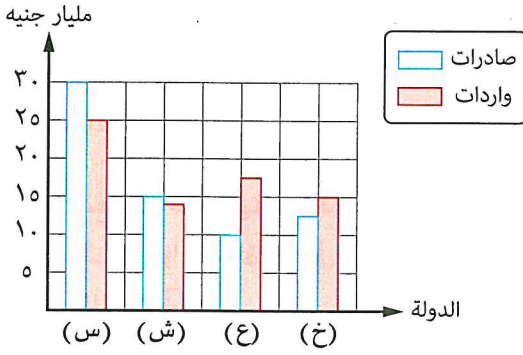 مليار جنيه
صادرات
واردات
٣٠
٢٥
٢٠
١٥
١٠
٥
الدولة
(س) (ش) (ع) (خ)